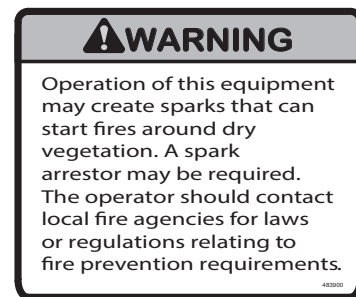 WARNING
Operation of this equipment
may create sparks that can
start fires around dry
vegetation. A spark
arrestor may be required.
The operator should contact
local fire agencies for laws
or regulations relating to
fire prevention requirements.
483900